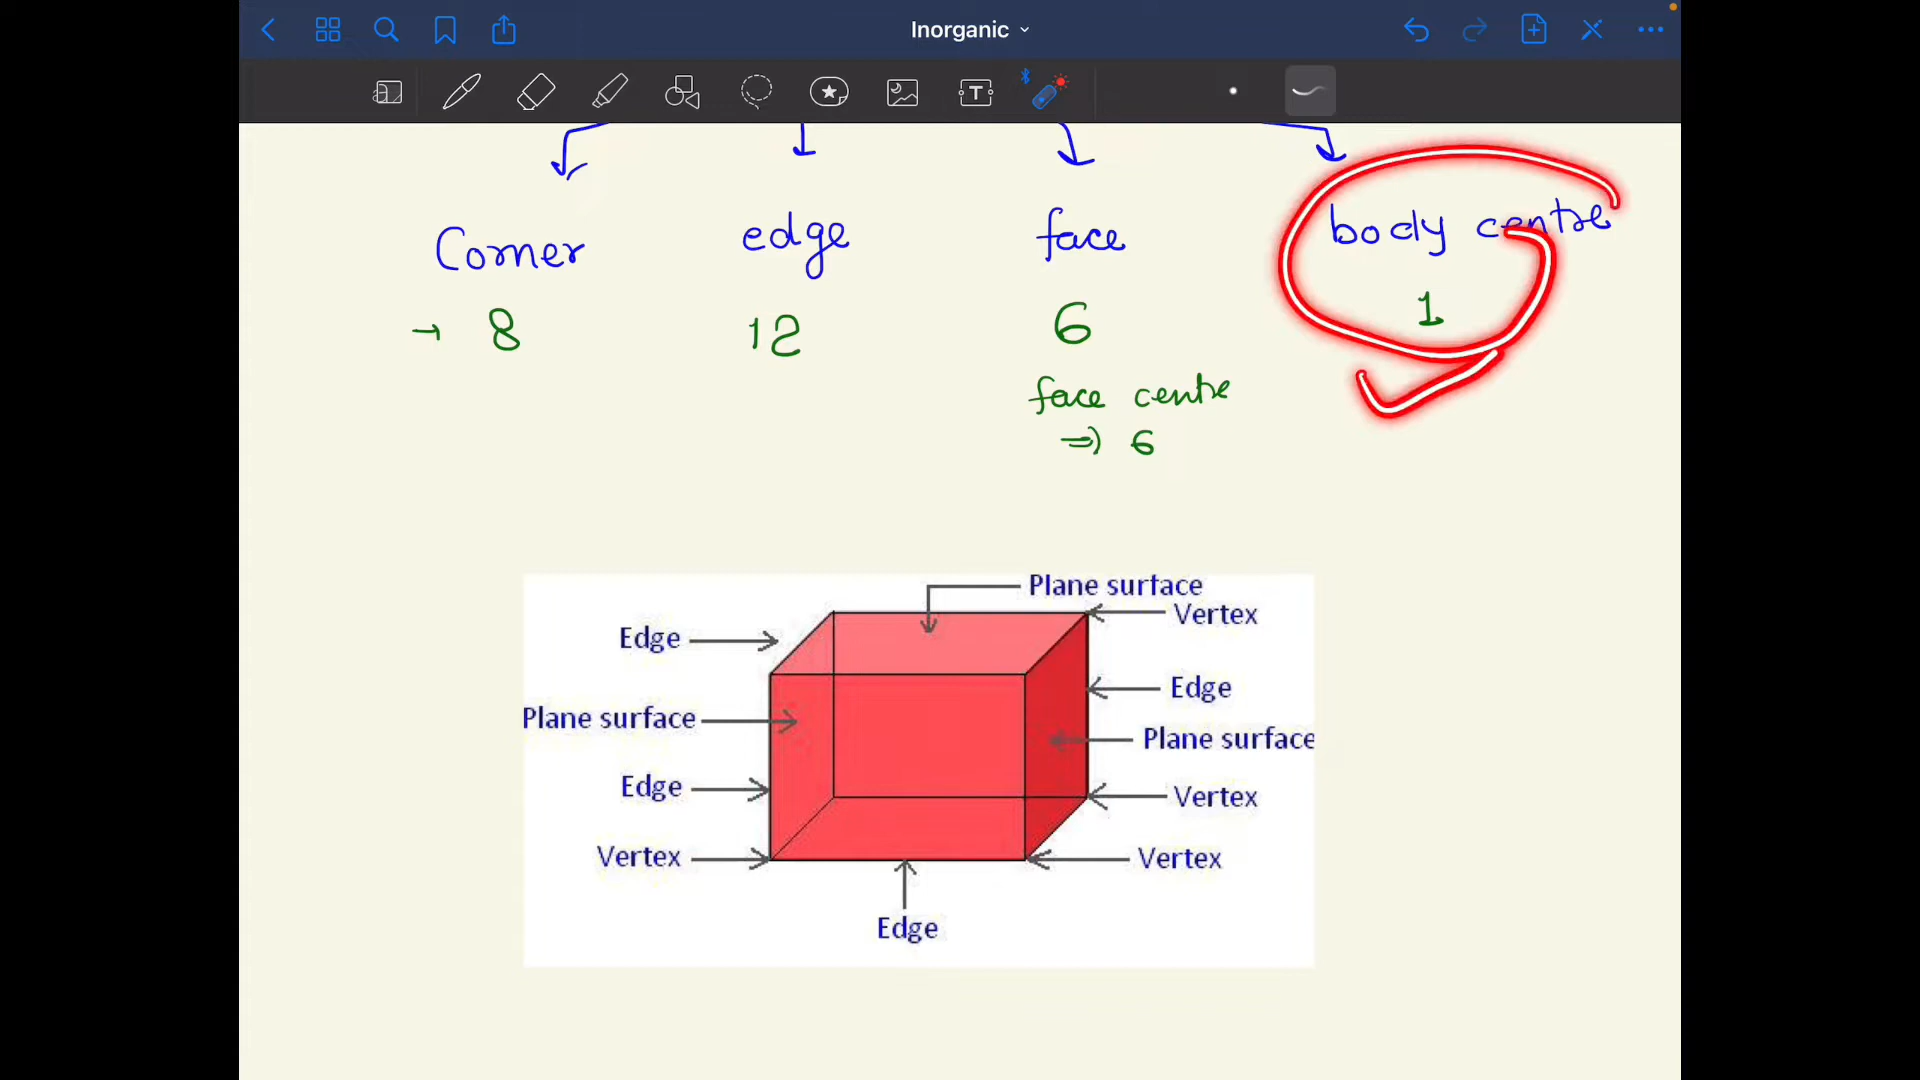 Inorganic
T
Corner edge face body centre
→ 8 12 6 1
face centre
⇒ 6
Plane surface
Vertex
Edge
Edge
Plane surface
Plane surface
Edge
Vertex
Vertex
Vertex
Edge